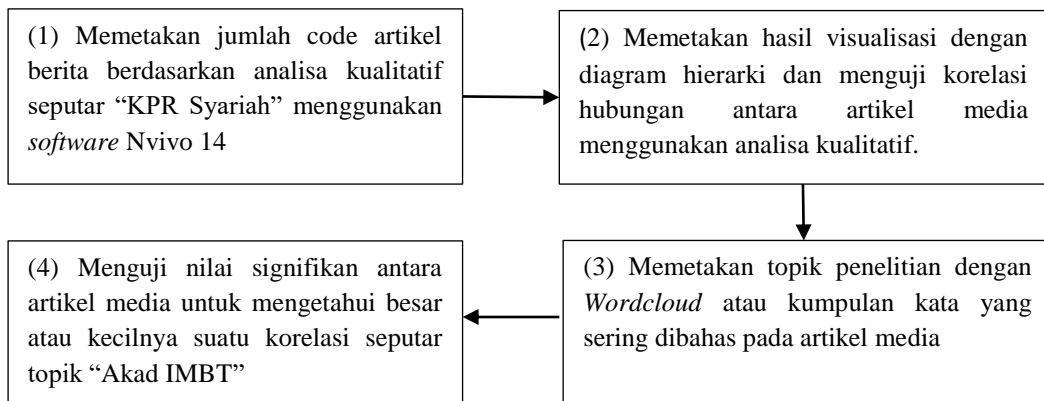 (1) Memetakan jumlah code artikel
berita berdasarkan analisa kualitatif
seputar “KPR Syariah” menggunakan
software Nvivo 14
(2) Memetakan hasil visualisasi dengan
diagram hierarki dan menguji korelasi
hubungan antara artikel media
menggunakan analisa kualitatif.
(3) Memetakan topik penelitian dengan
Wordcloud atau kumpulan kata yang
sering dibahas pada artikel media
(4) Menguji nilai signifikan antara
artikel media untuk mengetahui besar
atau kecilnya suatu korelasi seputar
topik “Akad IMBT”